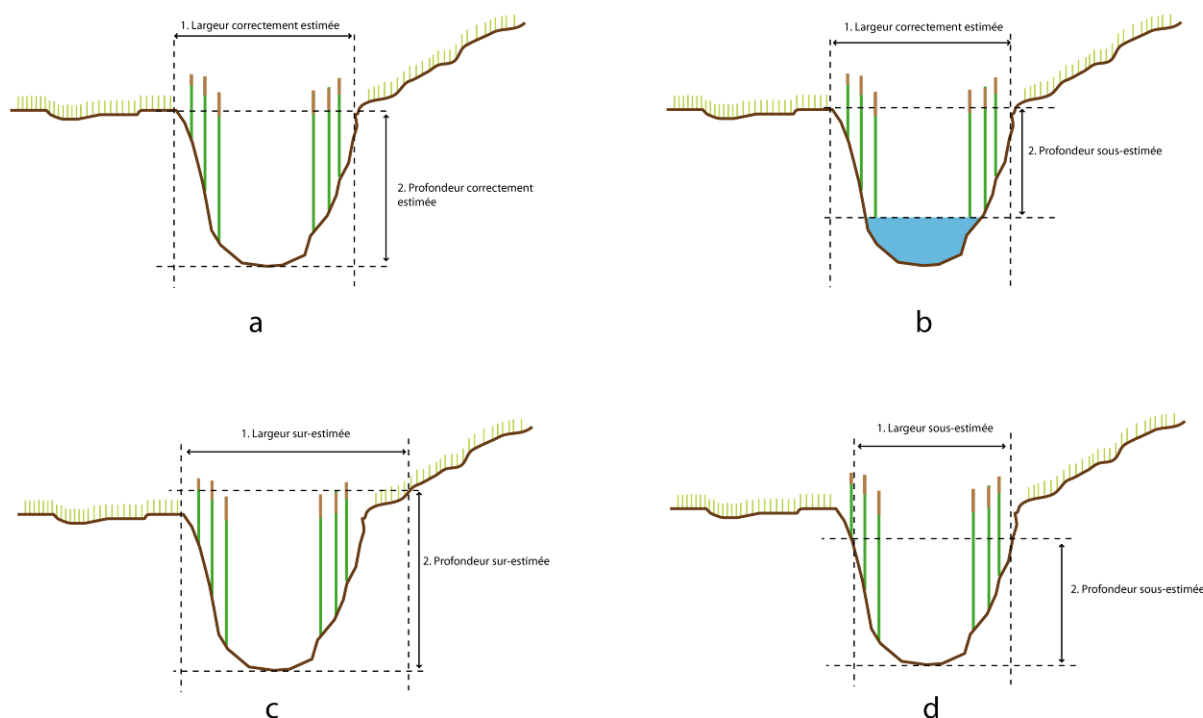 1. Largeur correctement estimée
2. Profondeur correctement
estimée
a
1. Largeur correctement estimée
2. Profondeur sous-estimée
b
1. Largeur sur-estimée
2. Profondeur sur-estimée
c
1. Largeur sous-estimée
2. Profondeur sous-estimée
d